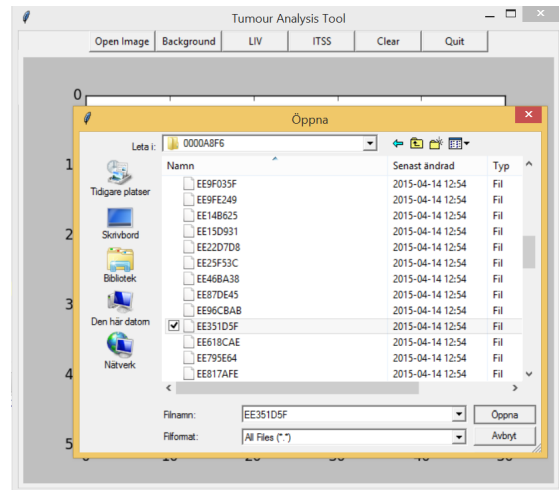 Tumour Analysis Tool
Open Image Background LIV ITSS Clear Quit
0
Öppna
Leta i: 0000A8F6
1
Namn Senast ändrad Typ
Tidigare platser
EE9F035F 2015-04-14 12:54 Fil
EE9FE249 2015-04-14 12:54 Fil
EE14B625 2015-04-14 12:54 Fil
2
Skrivbord
EE15D931 2015-04-14 12:54 Fil
EE22D7D8 2015-04-14 12:54 Fil
EE25F53C 2015-04-14 12:54 Fil
Bibliotek
EE46BA38 2015-04-14 12:54 Fil
3
EE87DE45 2015-04-14 12:54 Fil
EE96CBAB 2015-04-14 12:54 Fil
Den här datorn
EE351D5F 2015-04-14 12:54 Fil
EE618CAE 2015-04-14 12:54 Fil
Nätverk
EE795E64 2015-04-14 12:54 Fil
4
EE817AFE 2015-04-14 12:54 Fil
Filnamn: EE351D5F Öppna
Filformat: All Files (*.*) Avbryt
5
0 10 20 30 40 50